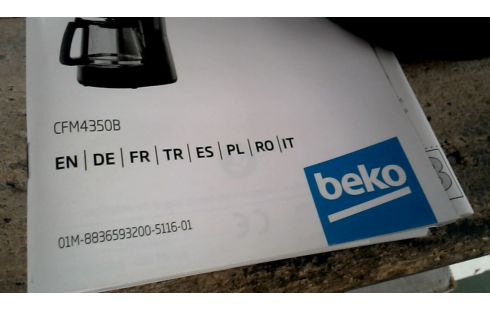 CFM4350B
EN | DE | FR | TR | ES | PL | RO | IT
beko
01M-8836593200-5116-01